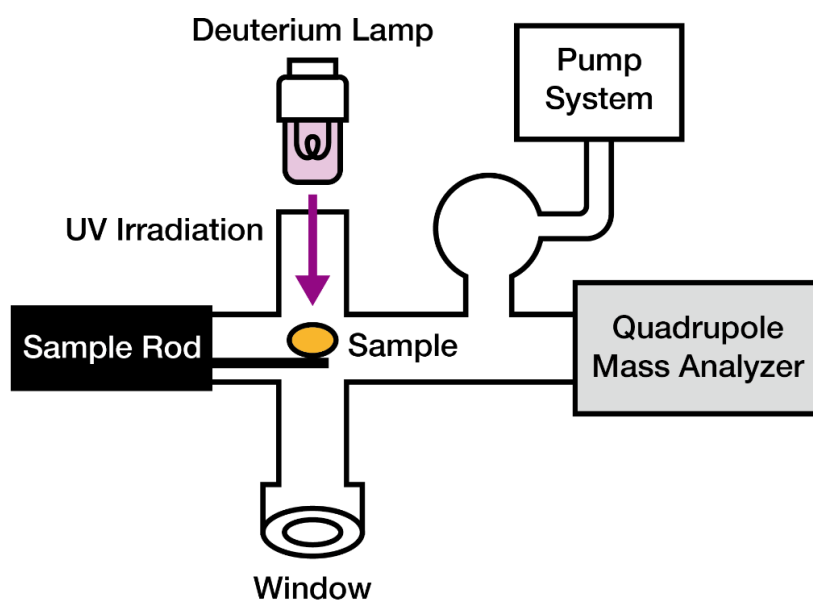 Deuterium Lamp
Pump
System
UV Irradiation
Sample Rod
Sample
Quadrupole
Mass Analyzer
Window